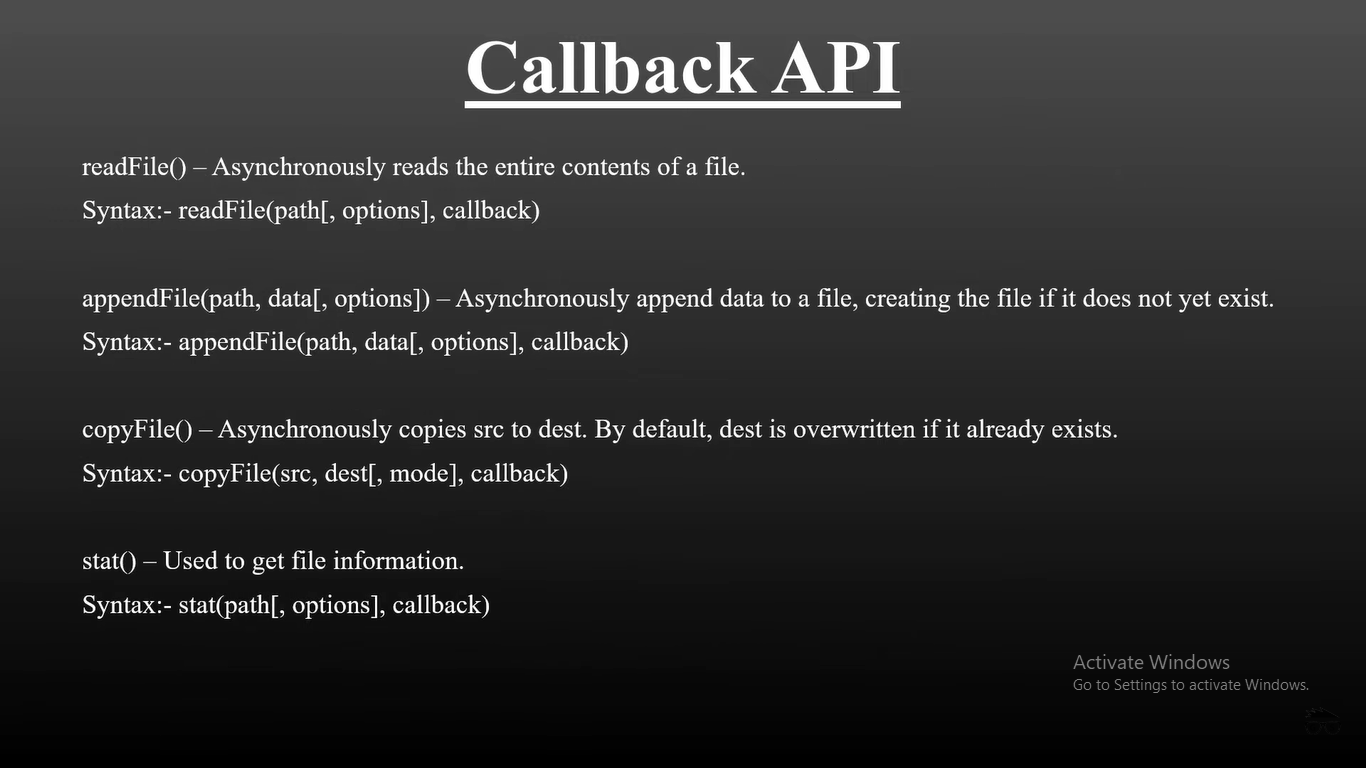 Callback API
readFile() – Asynchronously reads the entire contents of a file.
Syntax:- readFile(path[, options], callback)
appendFile(path, data[, options]) – Asynchronously append data to a file, creating the file if it does not yet exist.
Syntax:- appendFile(path, data[, options], callback)
copyFile() – Asynchronously copies src to dest. By default, dest is overwritten if it already exists.
Syntax:- copyFile(src, dest[, mode], callback)
stat() – Used to get file information.
Syntax:- stat(path[, options], callback)
Activate Windows
Go to Settings to activate Windows.